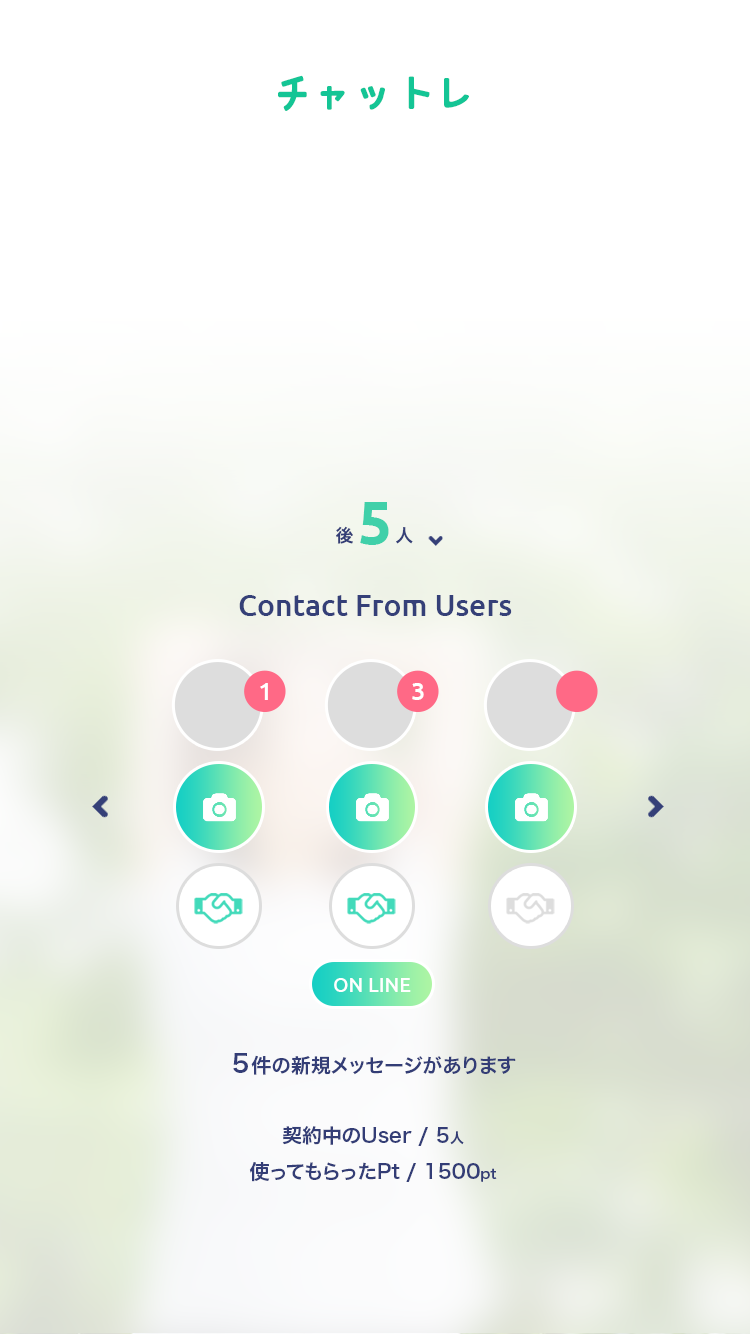 チャットレ
後5人
Contact From Users
1 3
ON LINE
5件の新規メッセージがあります
契約中のUser / 5人
使ってもらったPt / 1500pt